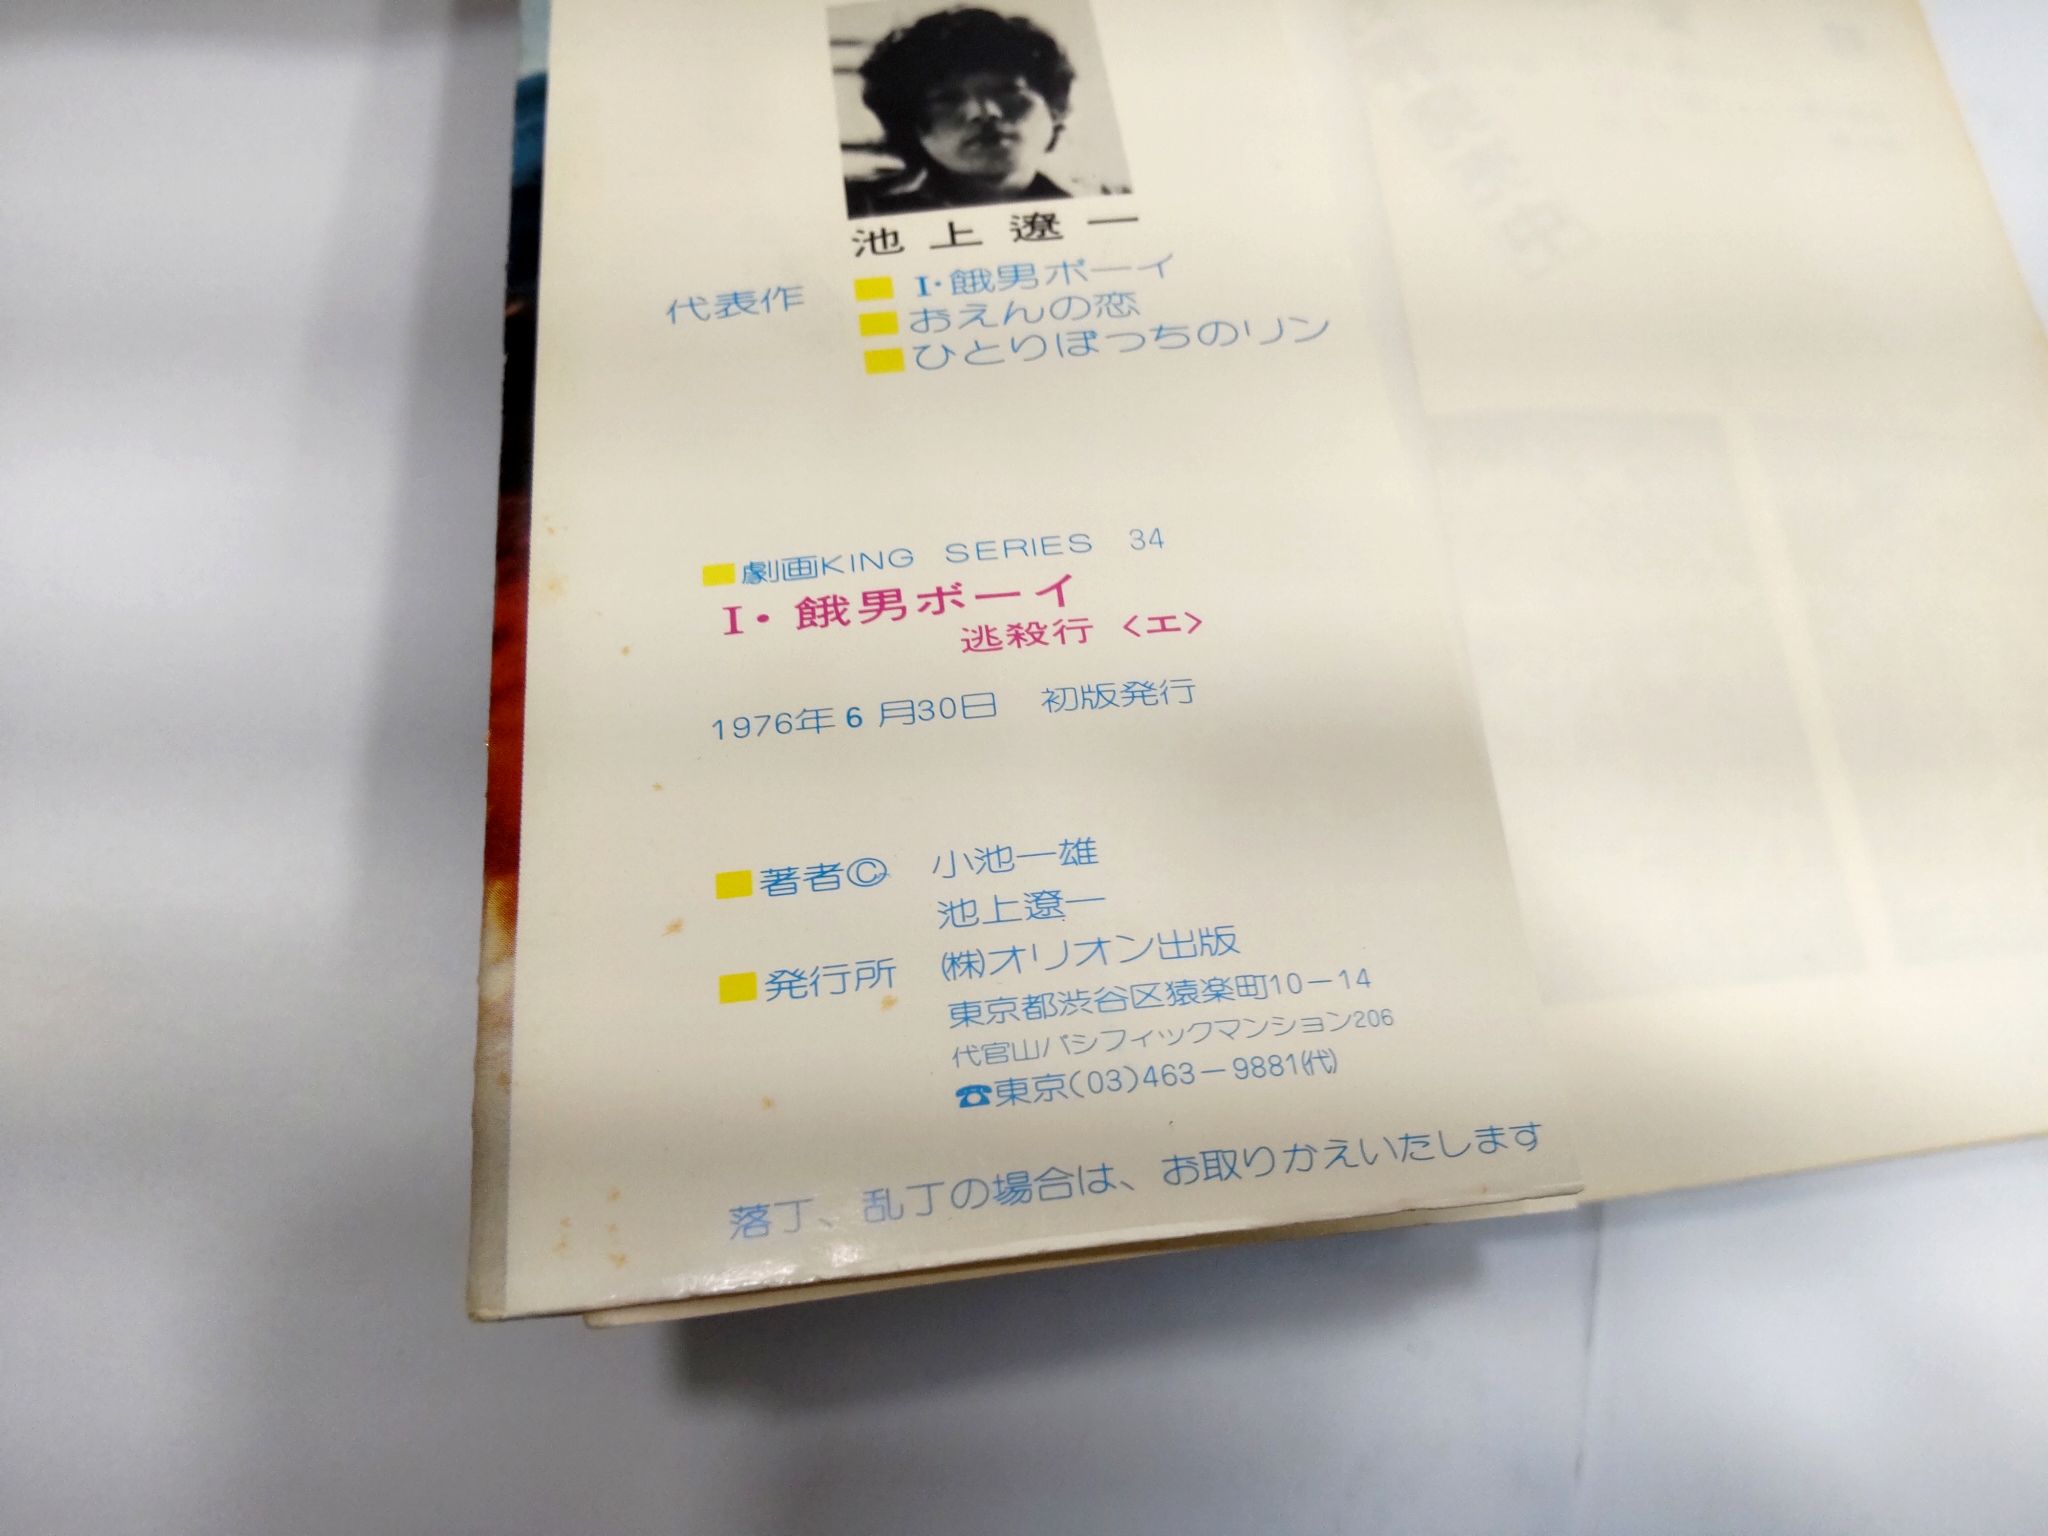 池上遼一
代表作
I・餓男ボーイ
おえんの恋
ひとりぼっちのリン
劇画KING SERIES 34
I・餓男ボーイ
逃殺行〈エ〉
1976年6月30日 初版発行
著者© 小池一雄
池上遼一
発行所 ㈱オリオン出版
東京都渋谷区猿楽町10−14
代官山パシフィックマンション206
☎東京(03)463−9881㈹
落丁、乱丁の場合は、お取りかえいたします